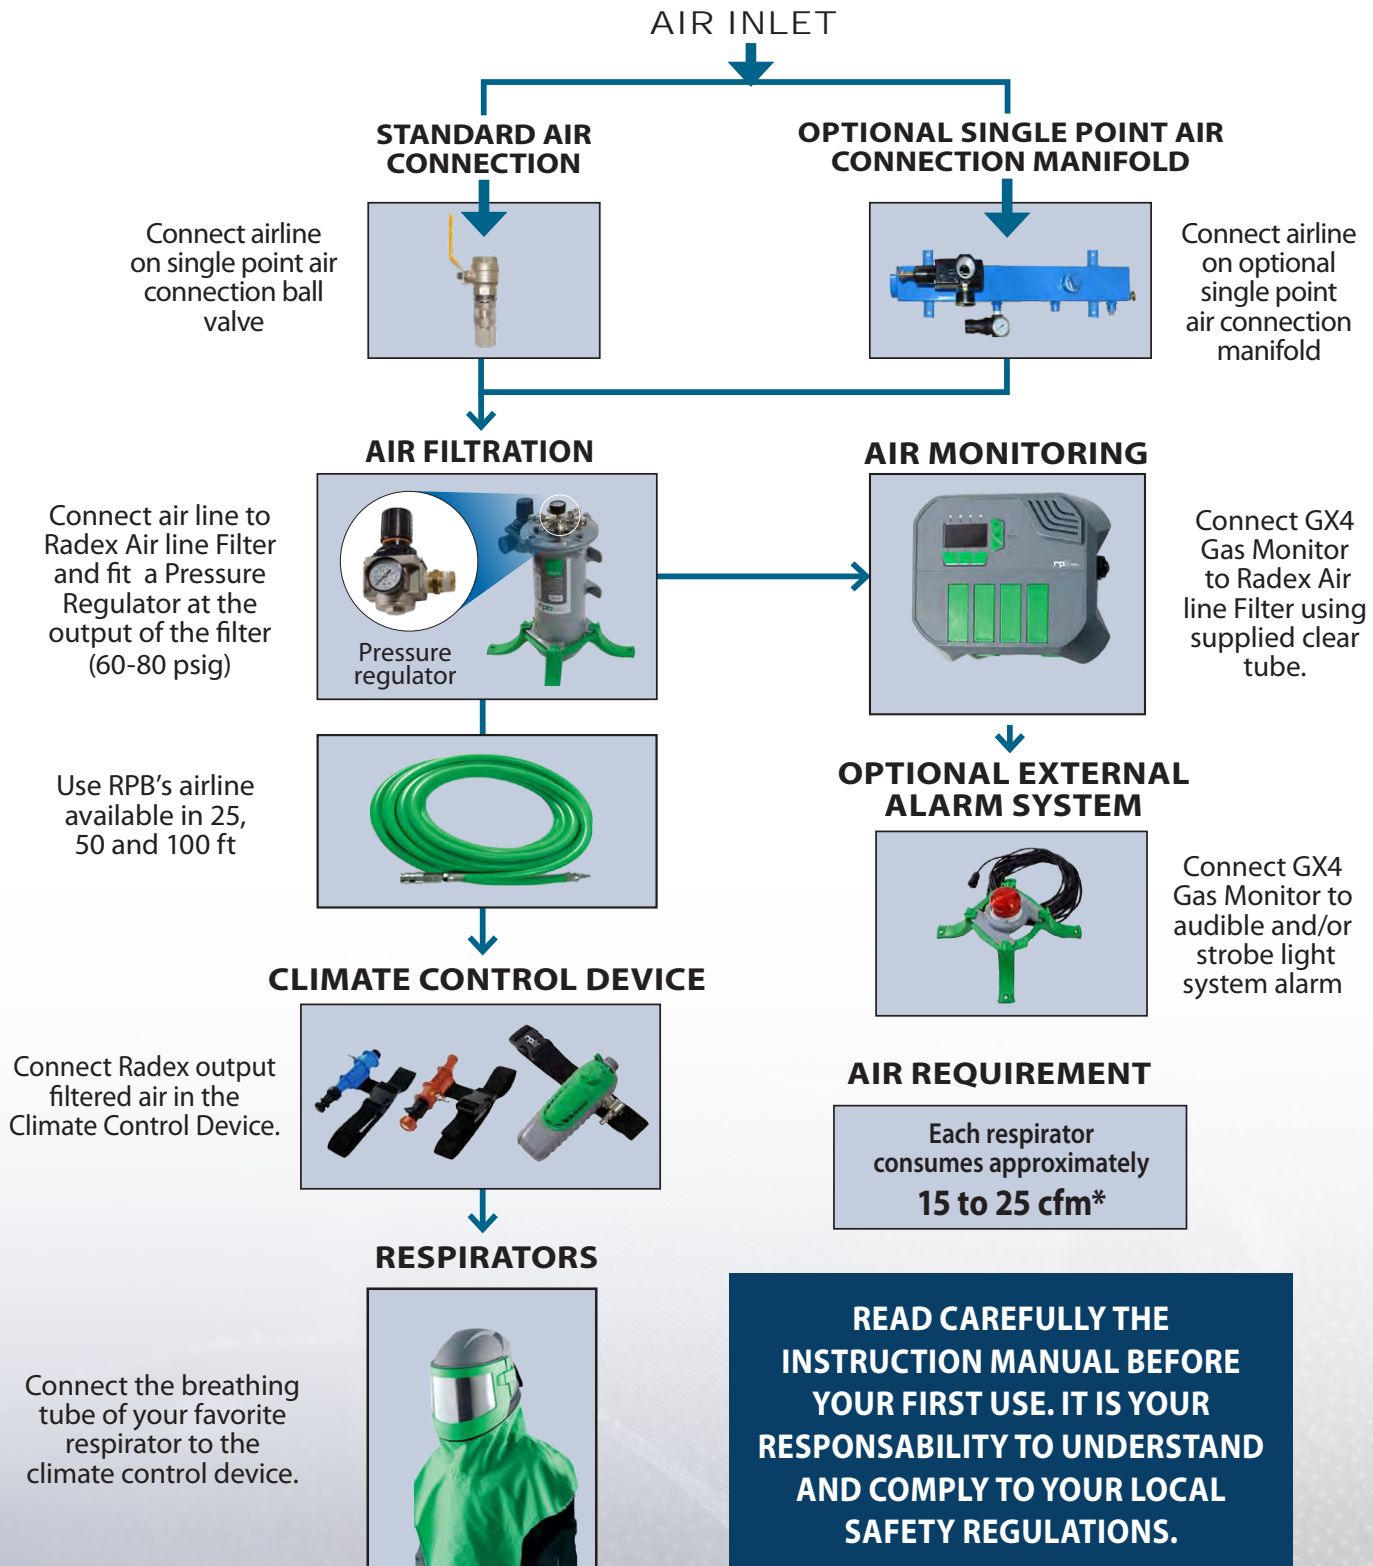 AIR INLET
STANDARD AIR
CONNECTION
Connect airline
on single point air
connection ball
valve
OPTIONAL SINGLE POINT AIR
CONNECTION MANIFOLD
Connect airline
on optional
single point
air connection
manifold
AIR FILTRATION
Connect air line to
Radex Air line Filter
and fit a Pressure
Regulator at the
output of the filter
(60-80 psig)
Pressure
regulator
rpb
AIR MONITORING
rpb
Connect GX4
Gas Monitor
to Radex Air
line Filter using
supplied clear
tube.
Use RPB's airline
available in 25,
50 and 100 ft
OPTIONAL EXTERNAL
ALARM SYSTEM
Connect GX4
Gas Monitor to
audible and/or
strobe light
system alarm
CLIMATE CONTROL DEVICE
Connect Radex output
filtered air in the
Climate Control Device.
AIR REQUIREMENT
Each respirator
consumes approximately
15 to 25 cfm*
RESPIRATORS
Connect the breathing
tube of your favorite
respirator to the
climate control device.
READ CAREFULLY THE
INSTRUCTION MANUAL BEFORE
YOUR FIRST USE. IT IS YOUR
RESPONSABILITY TO UNDERSTAND
AND COMPLY TO YOUR LOCAL
SAFETY REGULATIONS.